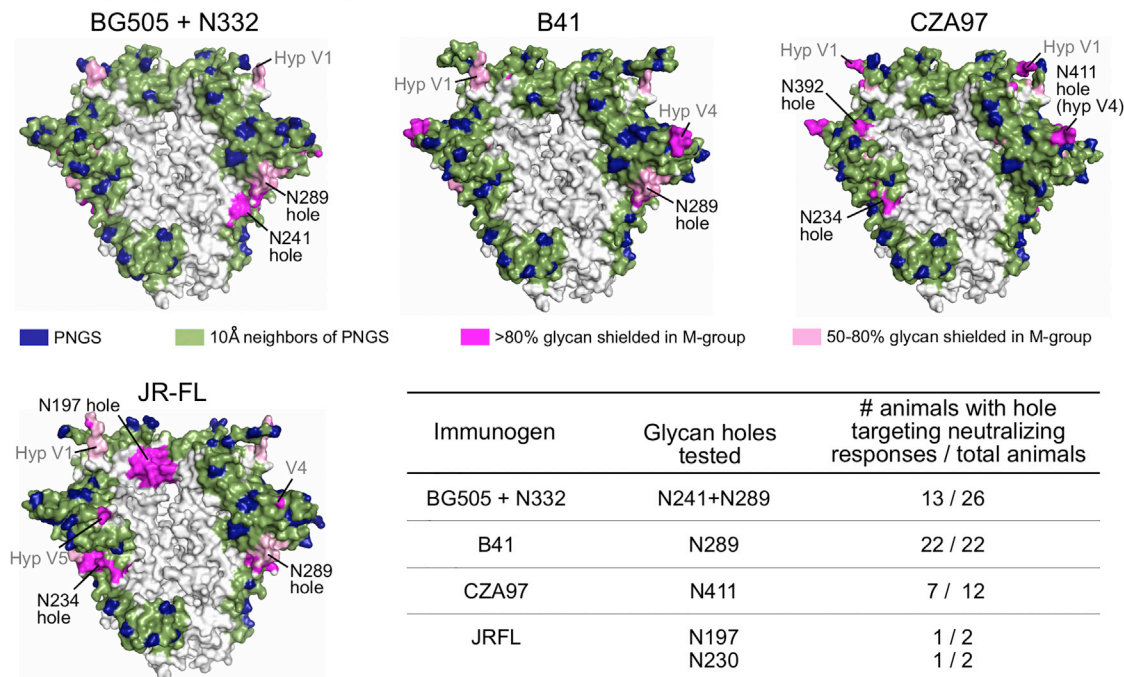 BG505 + N332
B41
CZA97
Hyp V1
N289
hole
N241
hole
Hyp V1
Hyp V4
N289
hole
Hyp V1
Hyp V1
N392
hole
N411
hole
(hyp V4)
N234
hole
PNGS
10Å neighbors of PNGS
>80% glycan shielded in M-group
50-80% glycan shielded in M-group
JR-FL
N197 hole
Hyp V1
V4
Hyp V5
N234
hole
N289
hole
Immunogen
Glycan holes
tested
# animals with hole
targeting neutralizing
responses / total animals
BG505 + N332 N241+N289 13 / 26
B41 N289 22 / 22
CZA97 N411 7 / 12
JRFL N197 1 / 2
N230 1 / 2